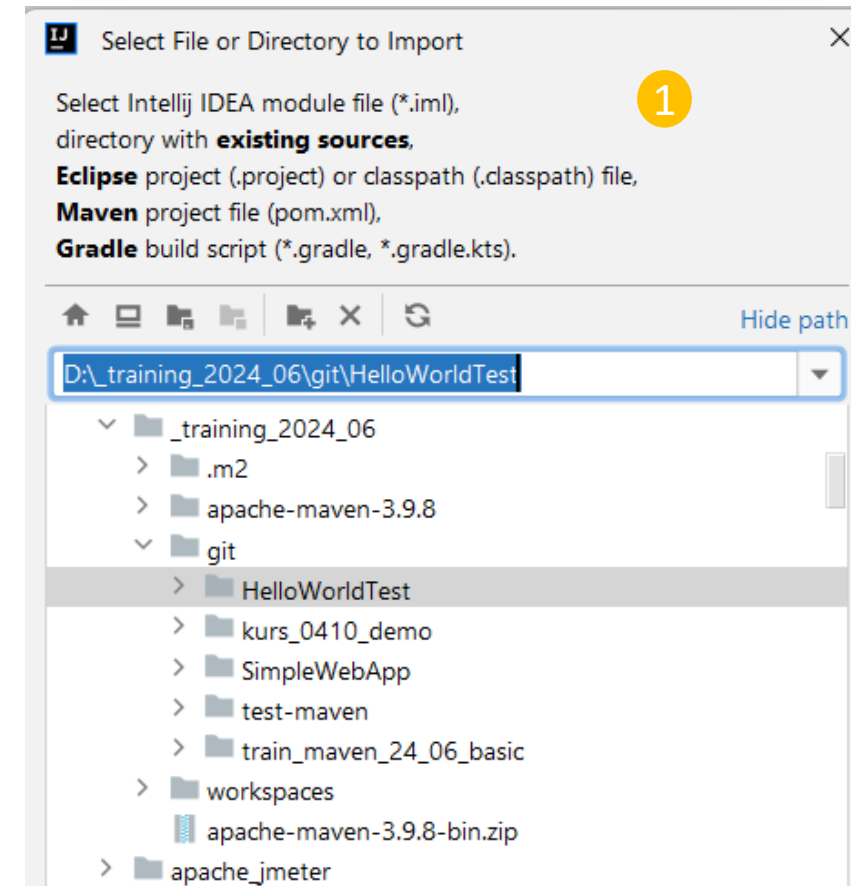 IJ
Select File or Directory to Import
1
Select Intellij IDEA module file (*.iml),
directory with existing sources,
Eclipse project (.project) or classpath (.classpath) file,
Maven project file (pom.xml),
Gradle build script (*.gradle, *.gradle.kts).
Hide path
D:\_training_2024_06\git\HelloWorldTest
_training_2024_06
.m2
apache-maven-3.9.8
git
HelloWorldTest
kurs_0410_demo
SimpleWebApp
test-maven
train_maven_24_06_basic
workspaces
apache-maven-3.9.8-bin.zip
apache_jmeter